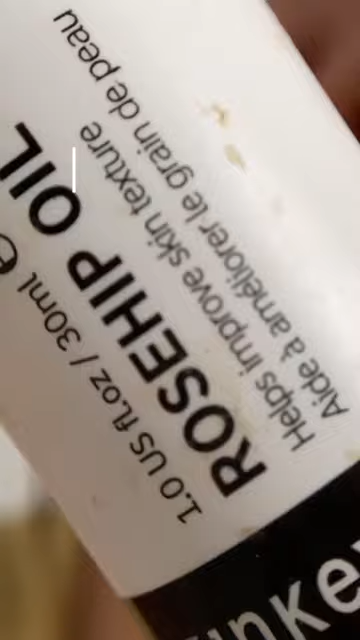 Helps improve skin texture
Aide à améliorer le grain de peau
ROSEHIP OIL
1.0 US fl.oz / 30ml e